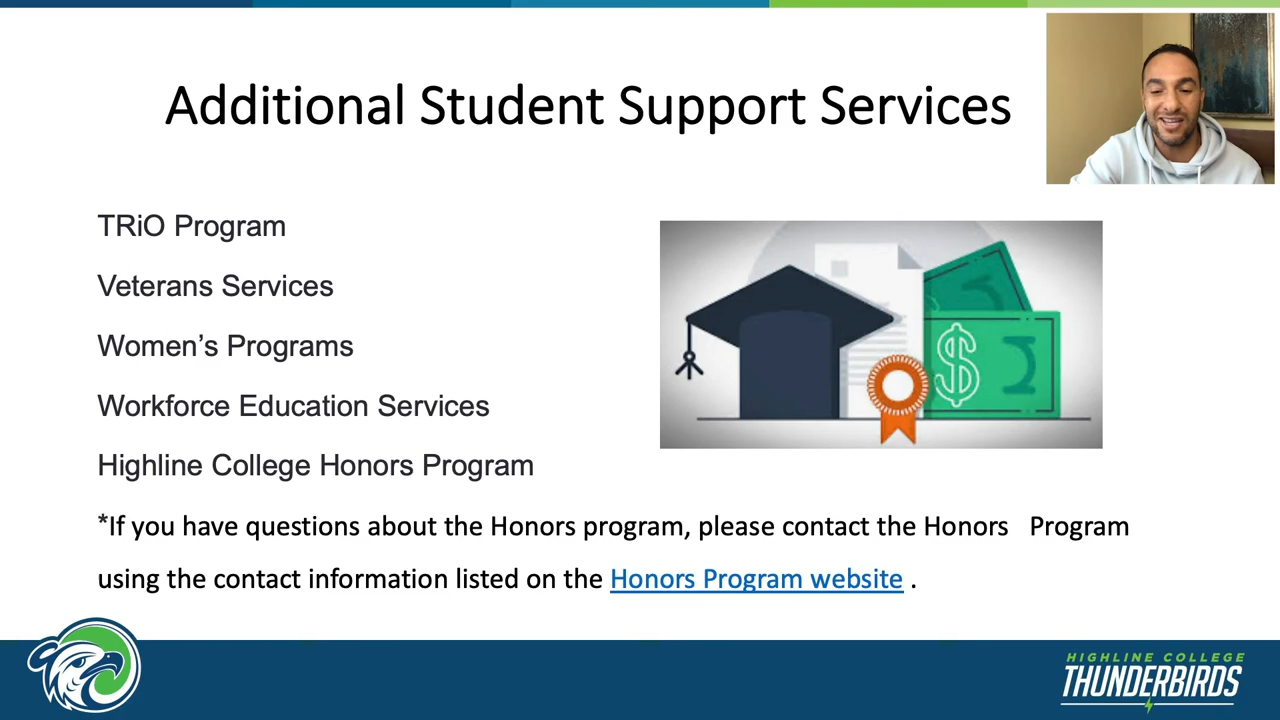 Additional Student Support Services
TRiO Program
Veterans Services
Women’s Programs
Workforce Education Services
Highline College Honors Program
*If you have questions about the Honors program, please contact the Honors   Program
using the contact information listed on the Honors Program website .
$
HIGHLINE COLLEGE
THUNDERBIRDS